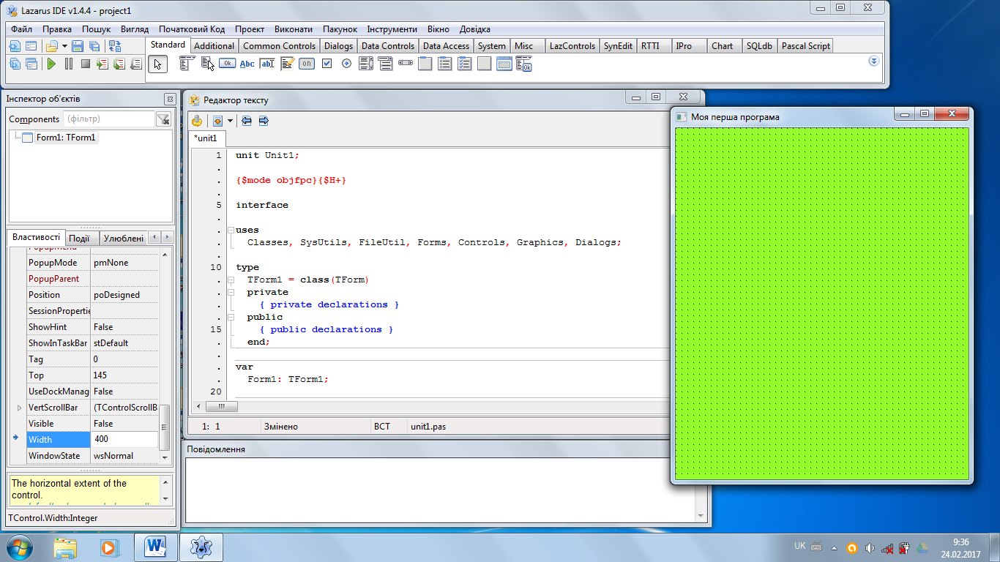 Lazarus IDE v1.4.4 - project1
Файл Правка Пошук Вигляд Початковий Код Проект Виконати Пакунок Інструменти Вікно Довідка
Standard Additional Common Controls Dialogs Data Controls Data Access System Misc LazControls SynEdit RTTI IPro Chart SQLdb Pascal Script
Ok Abc ab on Ok
Інспектор об'єктів
Components (фільтр)
Form1: TForm1
Властивості Події Улюблені
PopupMenu
PopupMode pmNone
PopupParent
Position poDesigned
SessionPropertie
ShowHint False
ShowInTaskBar stDefault
Tag 0
Top 145
UseDockManag False
VertScrollBar (TControlScrollB
Visible False
Width 400
WindowState wsNormal
The horizontal extent of the
control.
TControl.Width:Integer
Редактор тексту
*unit1
1 unit Unit1;
.
. {$mode objfpc}{$H+}
.
5 interface
.
. uses
. Classes, SysUtils, FileUtil, Forms, Controls, Graphics, Dialogs;
.
10 type
. TForm1 = class(TForm)
. private
. { private declarations }
. public
15 { public declarations }
. end;
.
. var
. Form1: TForm1;
20
1: 1 Змінено ВСТ unit1.pas
Повідомлення
Моя перша програма
UK
9:36
24.02.2017